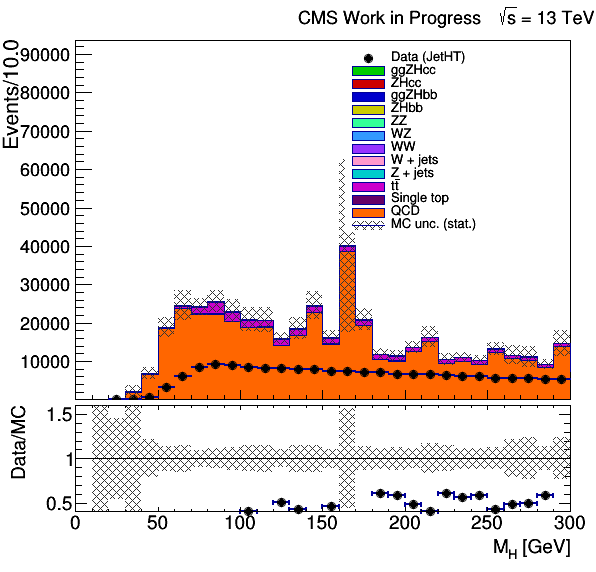 CMS Work in Progress √s = 13 TeV
Events/10.0
90000
80000
70000
60000
50000
40000
30000
20000
10000
Data (JetHT)
ggZHcc
ZHcc
ggZHbb
ZHbb
ZZ
WZ
WW
W + jets
Z + jets
tt̄
Single top
QCD
MC unc. (stat.)
Data/MC
1.5
1
0.5
0 50 100 150 200 250 300
M_H [GeV]